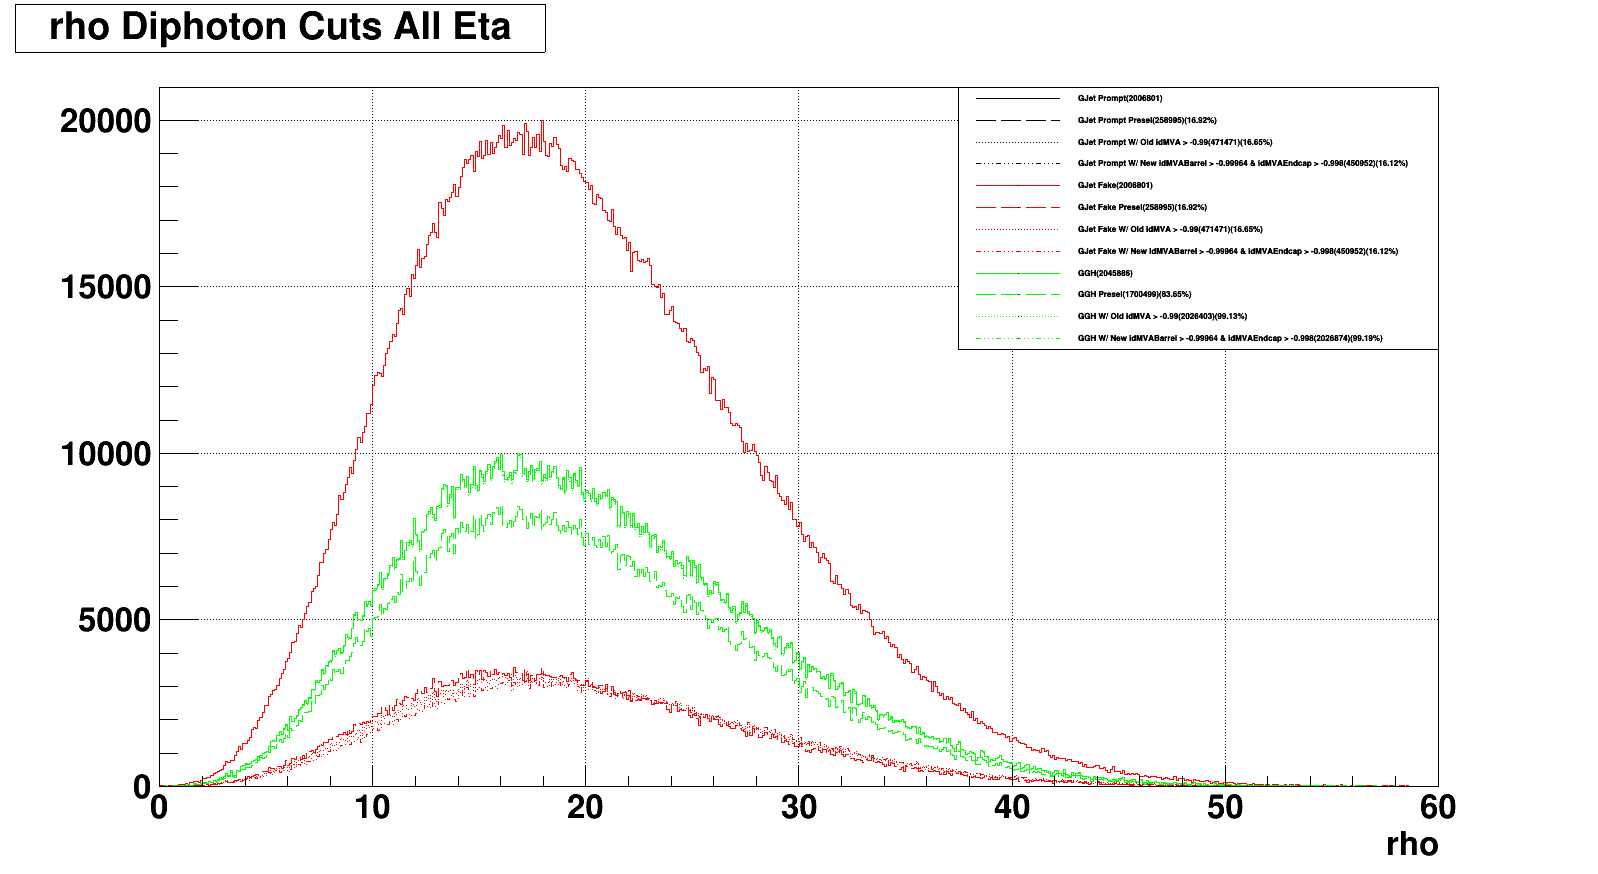 rho Diphoton Cuts All Eta
GJet Prompt(2006801)
GJet Prompt Presel(258995)(16.92%)
GJet Prompt W/ Old idMVA > -0.99(471471)(16.65%)
GJet Prompt W/ New idMVABarrel > -0.99964 & idMVAEndcap > -0.998(450952)(16.12%)
GJet Fake(2006801)
GJet Fake Presel(258995)(16.92%)
GJet Fake W/ Old idMVA > -0.99(471471)(16.65%)
GJet Fake W/ New idMVABarrel > -0.99964 & idMVAEndcap > -0.998(450952)(16.12%)
GGH(2045886)
GGH Presel(1700499)(83.65%)
GGH W/ Old idMVA > -0.99(2026403)(99.13%)
GGH W/ New idMVABarrel > -0.99964 & idMVAEndcap > -0.998(2026874)(99.19%)
20000
15000
10000
5000
0
0 10 20 30 40 50 60
rho